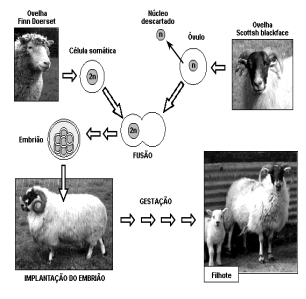 Ovelha
Finn Doerset
Núcleo
descartado
Ovelha
Scottish blackface
Célula somática
Óvulo
n
2n
n
Embrião
2n
FUSÃO
GESTAÇÃO
IMPLANTAÇÃO DO EMBRIÃO
Filhote